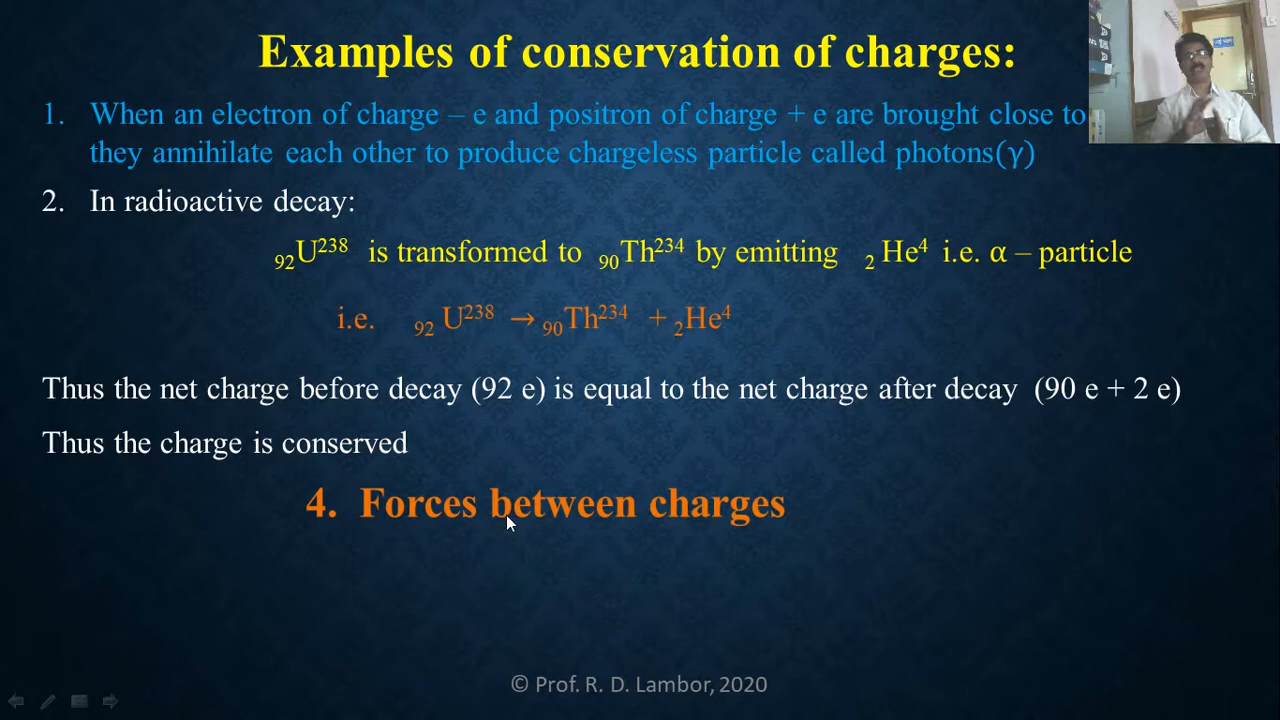 Examples of conservation of charges:
1. When an electron of charge – e and positron of charge + e are brought close to
they annihilate each other to produce chargeless particle called photons(γ)
2. In radioactive decay:
₉₂U²³⁸ is transformed to ₉₀Th²³⁴ by emitting ₂He⁴ i.e. α – particle
i.e. ₉₂U²³⁸ → ₉₀Th²³⁴ + ₂He⁴
Thus the net charge before decay (92 e) is equal to the net charge after decay (90 e + 2 e)
Thus the charge is conserved
4. Forces between charges
© Prof. R. D. Lambor, 2020